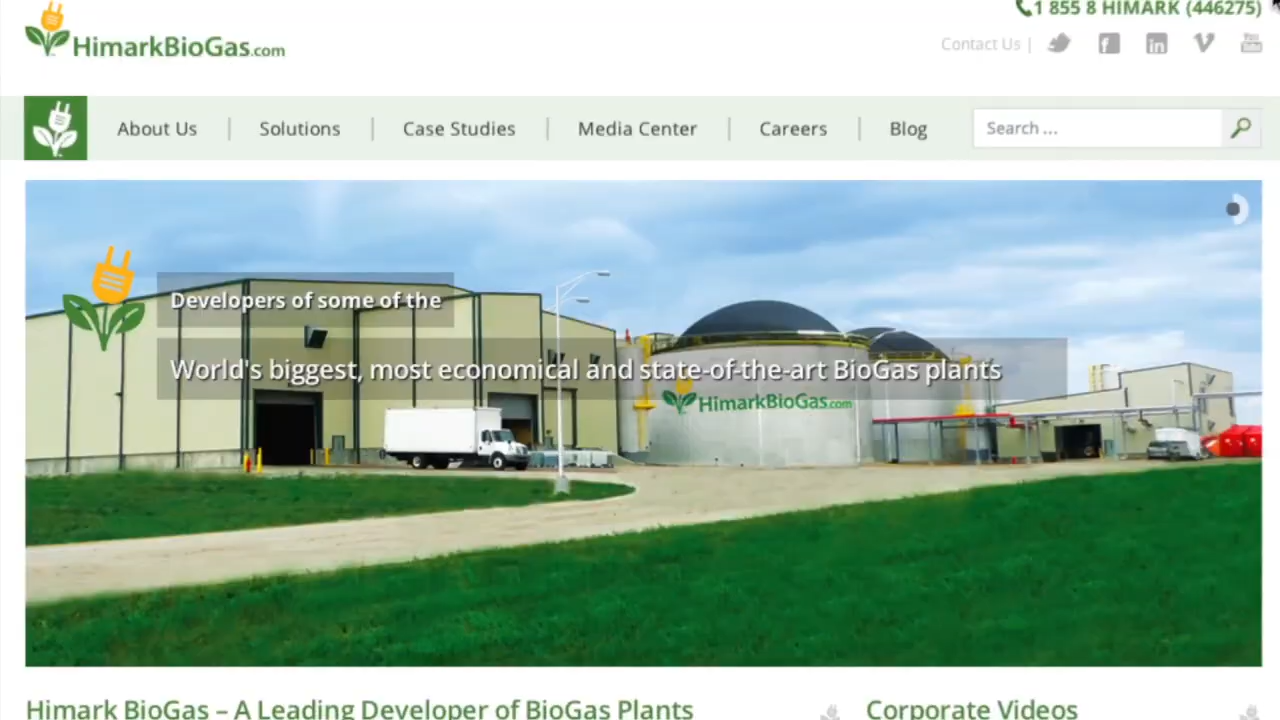 1 855 8 HIMARK (446275)
HimarkBioGas.com
Contact Us |
You
Tube
About Us | Solutions | Case Studies | Media Center | Careers | Blog
Search ...
Developers of some of the
World's biggest, most economical and state-of-the-art BioGas plants
HimarkBioGas.com
Himark BioGas – A Leading Developer of BioGas Plants
Corporate Videos